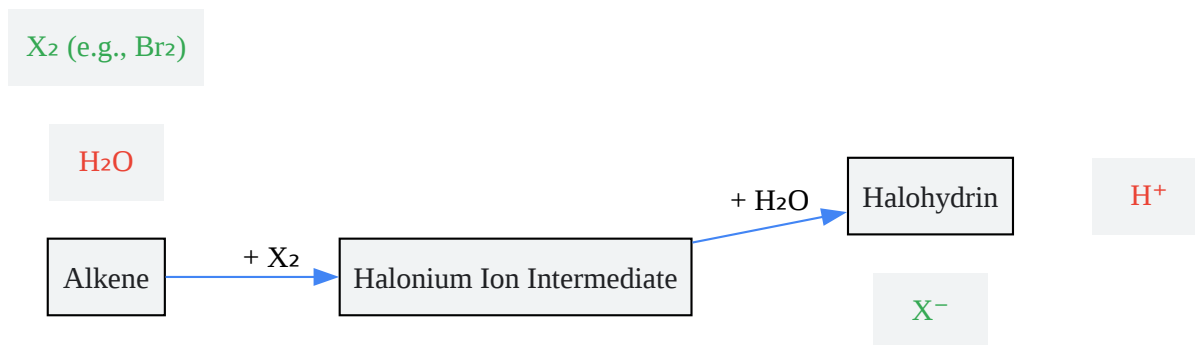 X₂ (e.g., Br₂)
H₂O
Alkene
+ X₂
Halonium Ion Intermediate
+ H₂O
Halohydrin
H⁺
X⁻